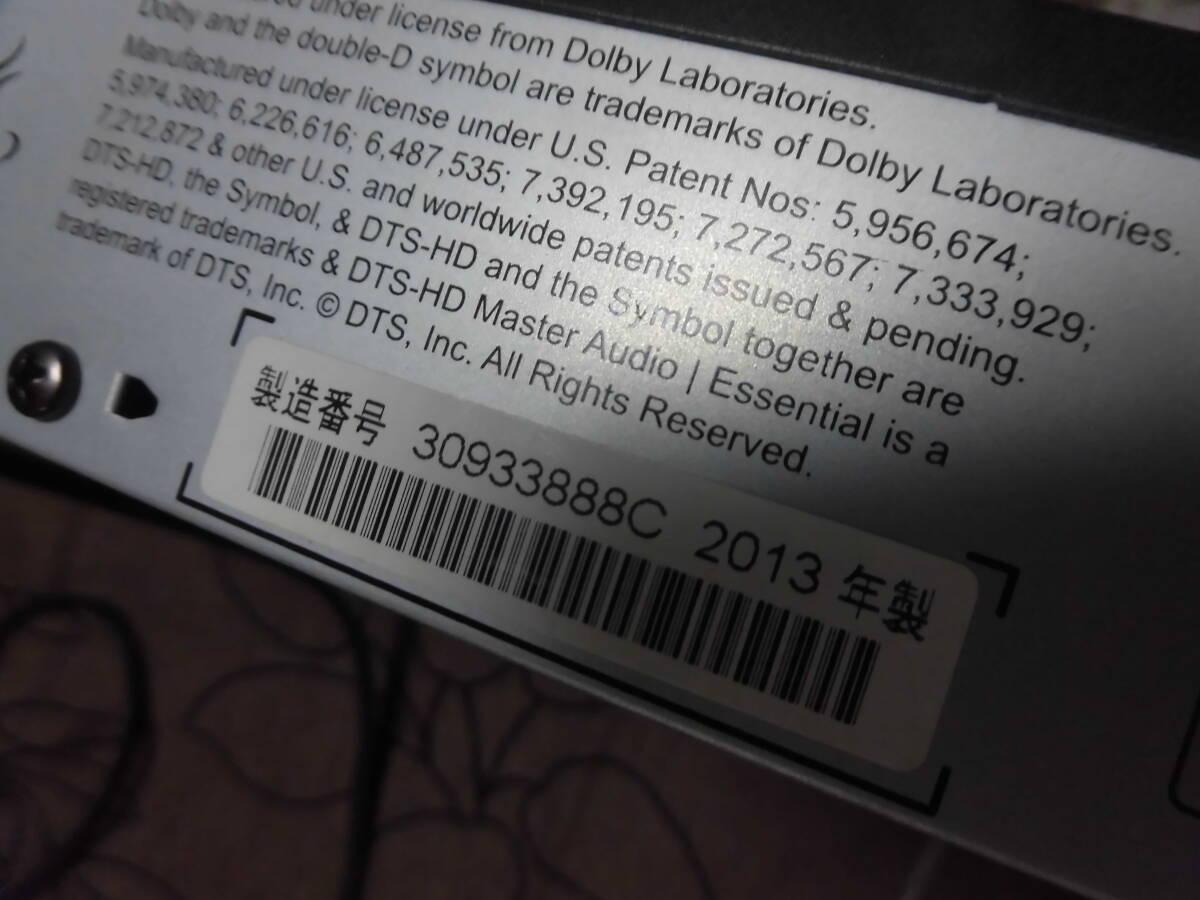 under license from Dolby Laboratories.
Dolby and the double-D symbol are trademarks of Dolby Laboratories.
Manufactured under license under U.S. Patent Nos: 5,956,674;
5,974,380; 6,226,616; 6,487,535; 7,392,195; 7,272,567; 7,333,929;
7,212,872 & other U.S. and worldwide patents issued & pending.
DTS-HD, the Symbol, & DTS-HD and the Symbol together are
registered trademarks & DTS-HD Master Audio | Essential is a
trademark of DTS, Inc. © DTS, Inc. All Rights Reserved.
製造番号 30933888C 2013 年製